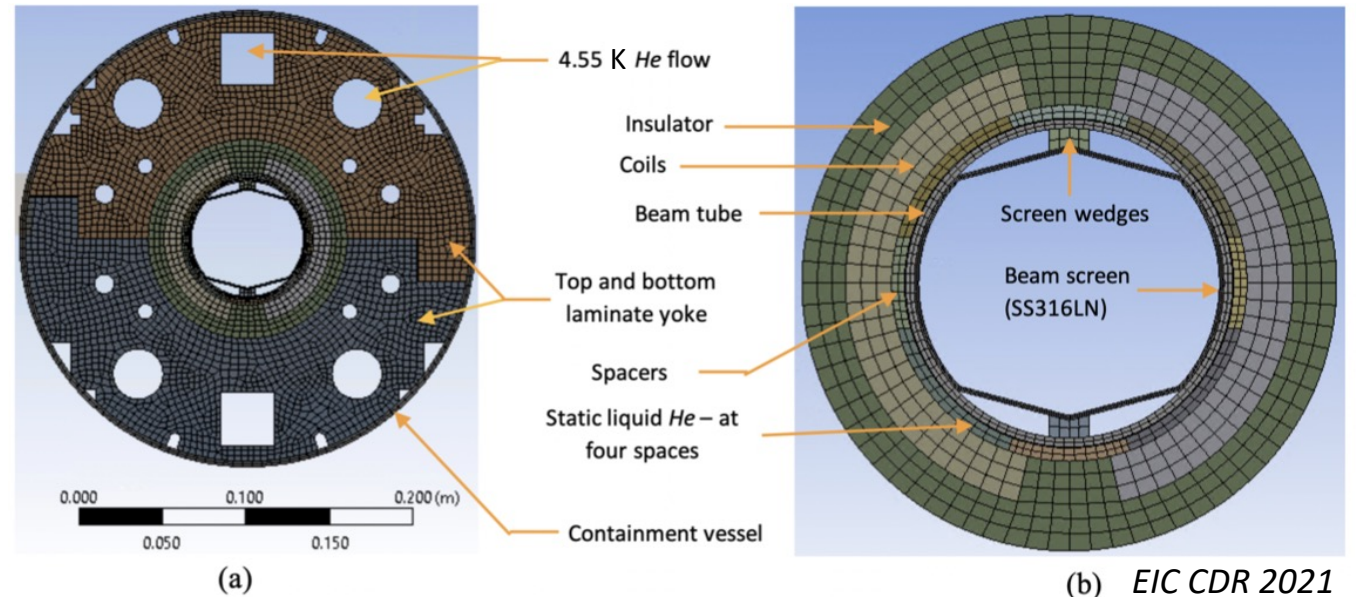 4.55 K He flow
Insulator
Coils
Beam tube
Screen wedges
Beam screen
(SS316LN)
Top and bottom
laminate yoke
Spacers
Static liquid He – at
four spaces
Containment vessel
0.000
0.100
0.200 (m)
0.050
0.150
(a)
(b)
EIC CDR 2021